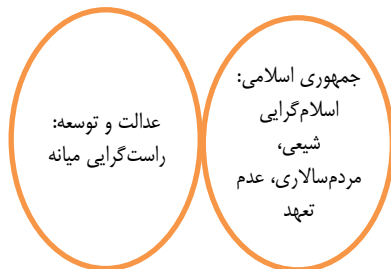 جمهوری اسلامی:
اسلام‌گرایی
شیعی،
مردم‌سالاری، عدم
تعهد
عدالت و توسعه:
راست‌گرایی میانه